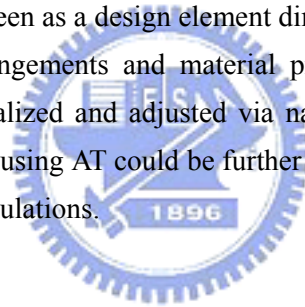 een as a design element di
ngements and material p
alized and adjusted via na
using AT could be further
ulations.
1896